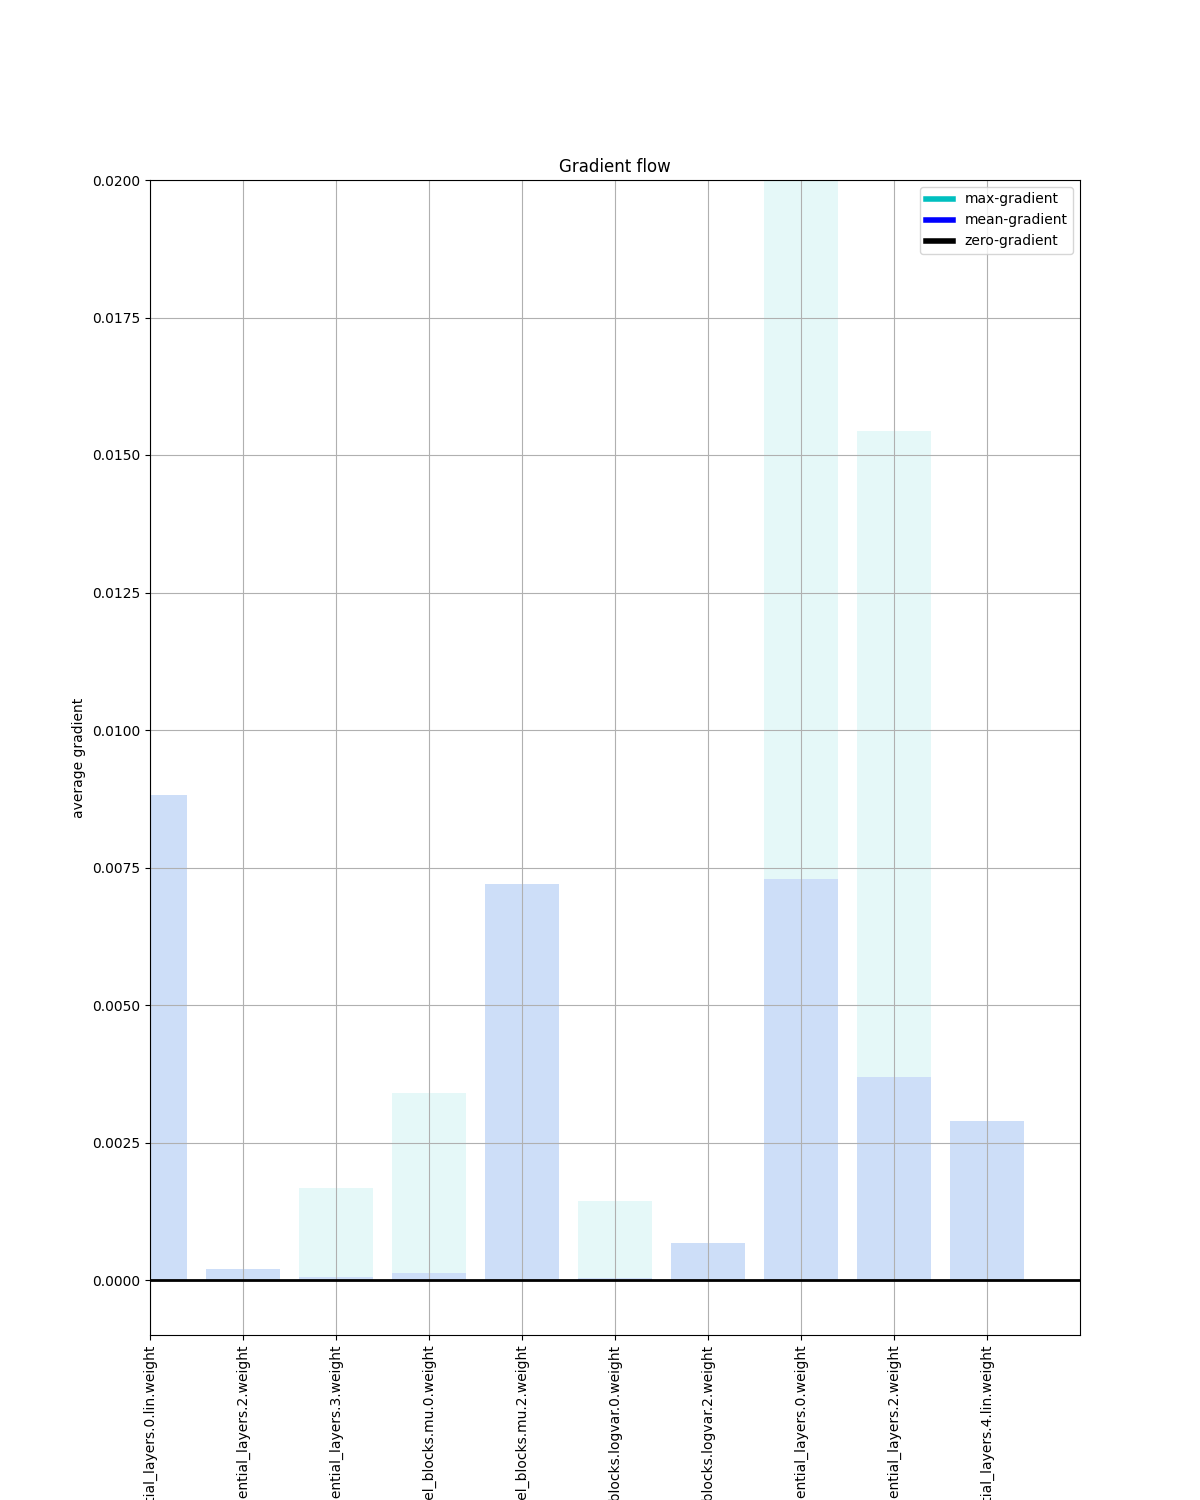 Gradient flow
max-gradient
mean-gradient
zero-gradient
average gradient
0.0200
0.0175
0.0150
0.0125
0.0100
0.0075
0.0050
0.0025
0.0000
tial_layers.0.lin.weight
ential_layers.2.weight
ential_layers.3.weight
el_blocks.mu.0.weight
el_blocks.mu.2.weight
blocks.logvar.0.weight
blocks.logvar.2.weight
ential_layers.0.weight
ential_layers.2.weight
tial_layers.4.lin.weight